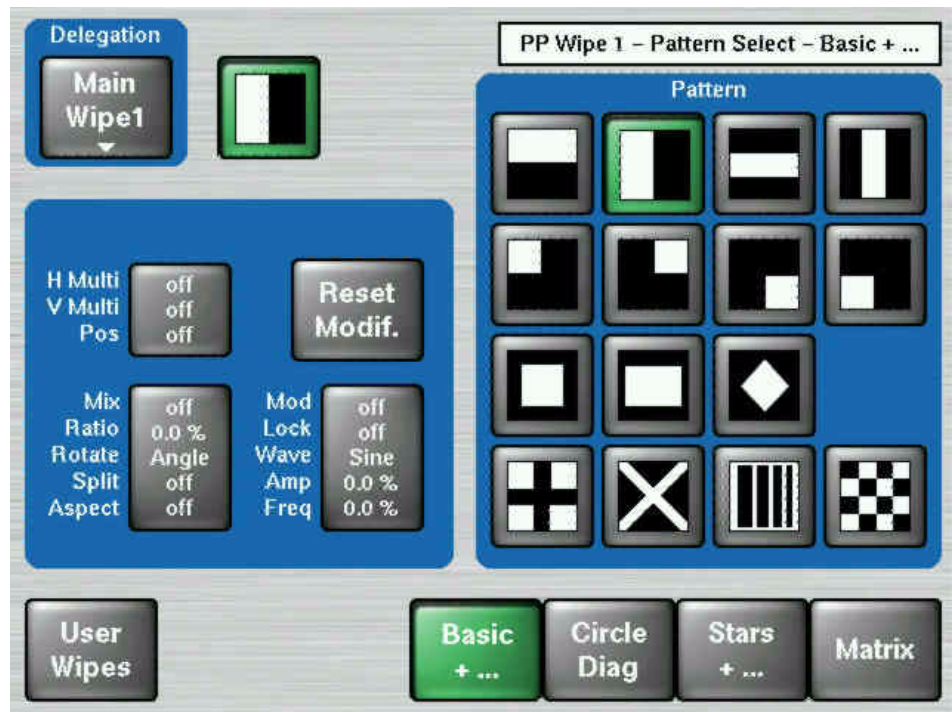 Delegation
Main
Wipe1
PP Wipe 1 – Pattern Select – Basic + ...
Pattern
H Multi off
V Multi off
Pos off
Reset
Modif.
Mix off
Ratio 0.0 %
Rotate Angle
Split off
Aspect off
Mod off
Lock off
Wave Sine
Amp 0.0 %
Freq 0.0 %
User
Wipes
Basic
+ ...
Circle
Diag
Stars
+ ...
Matrix